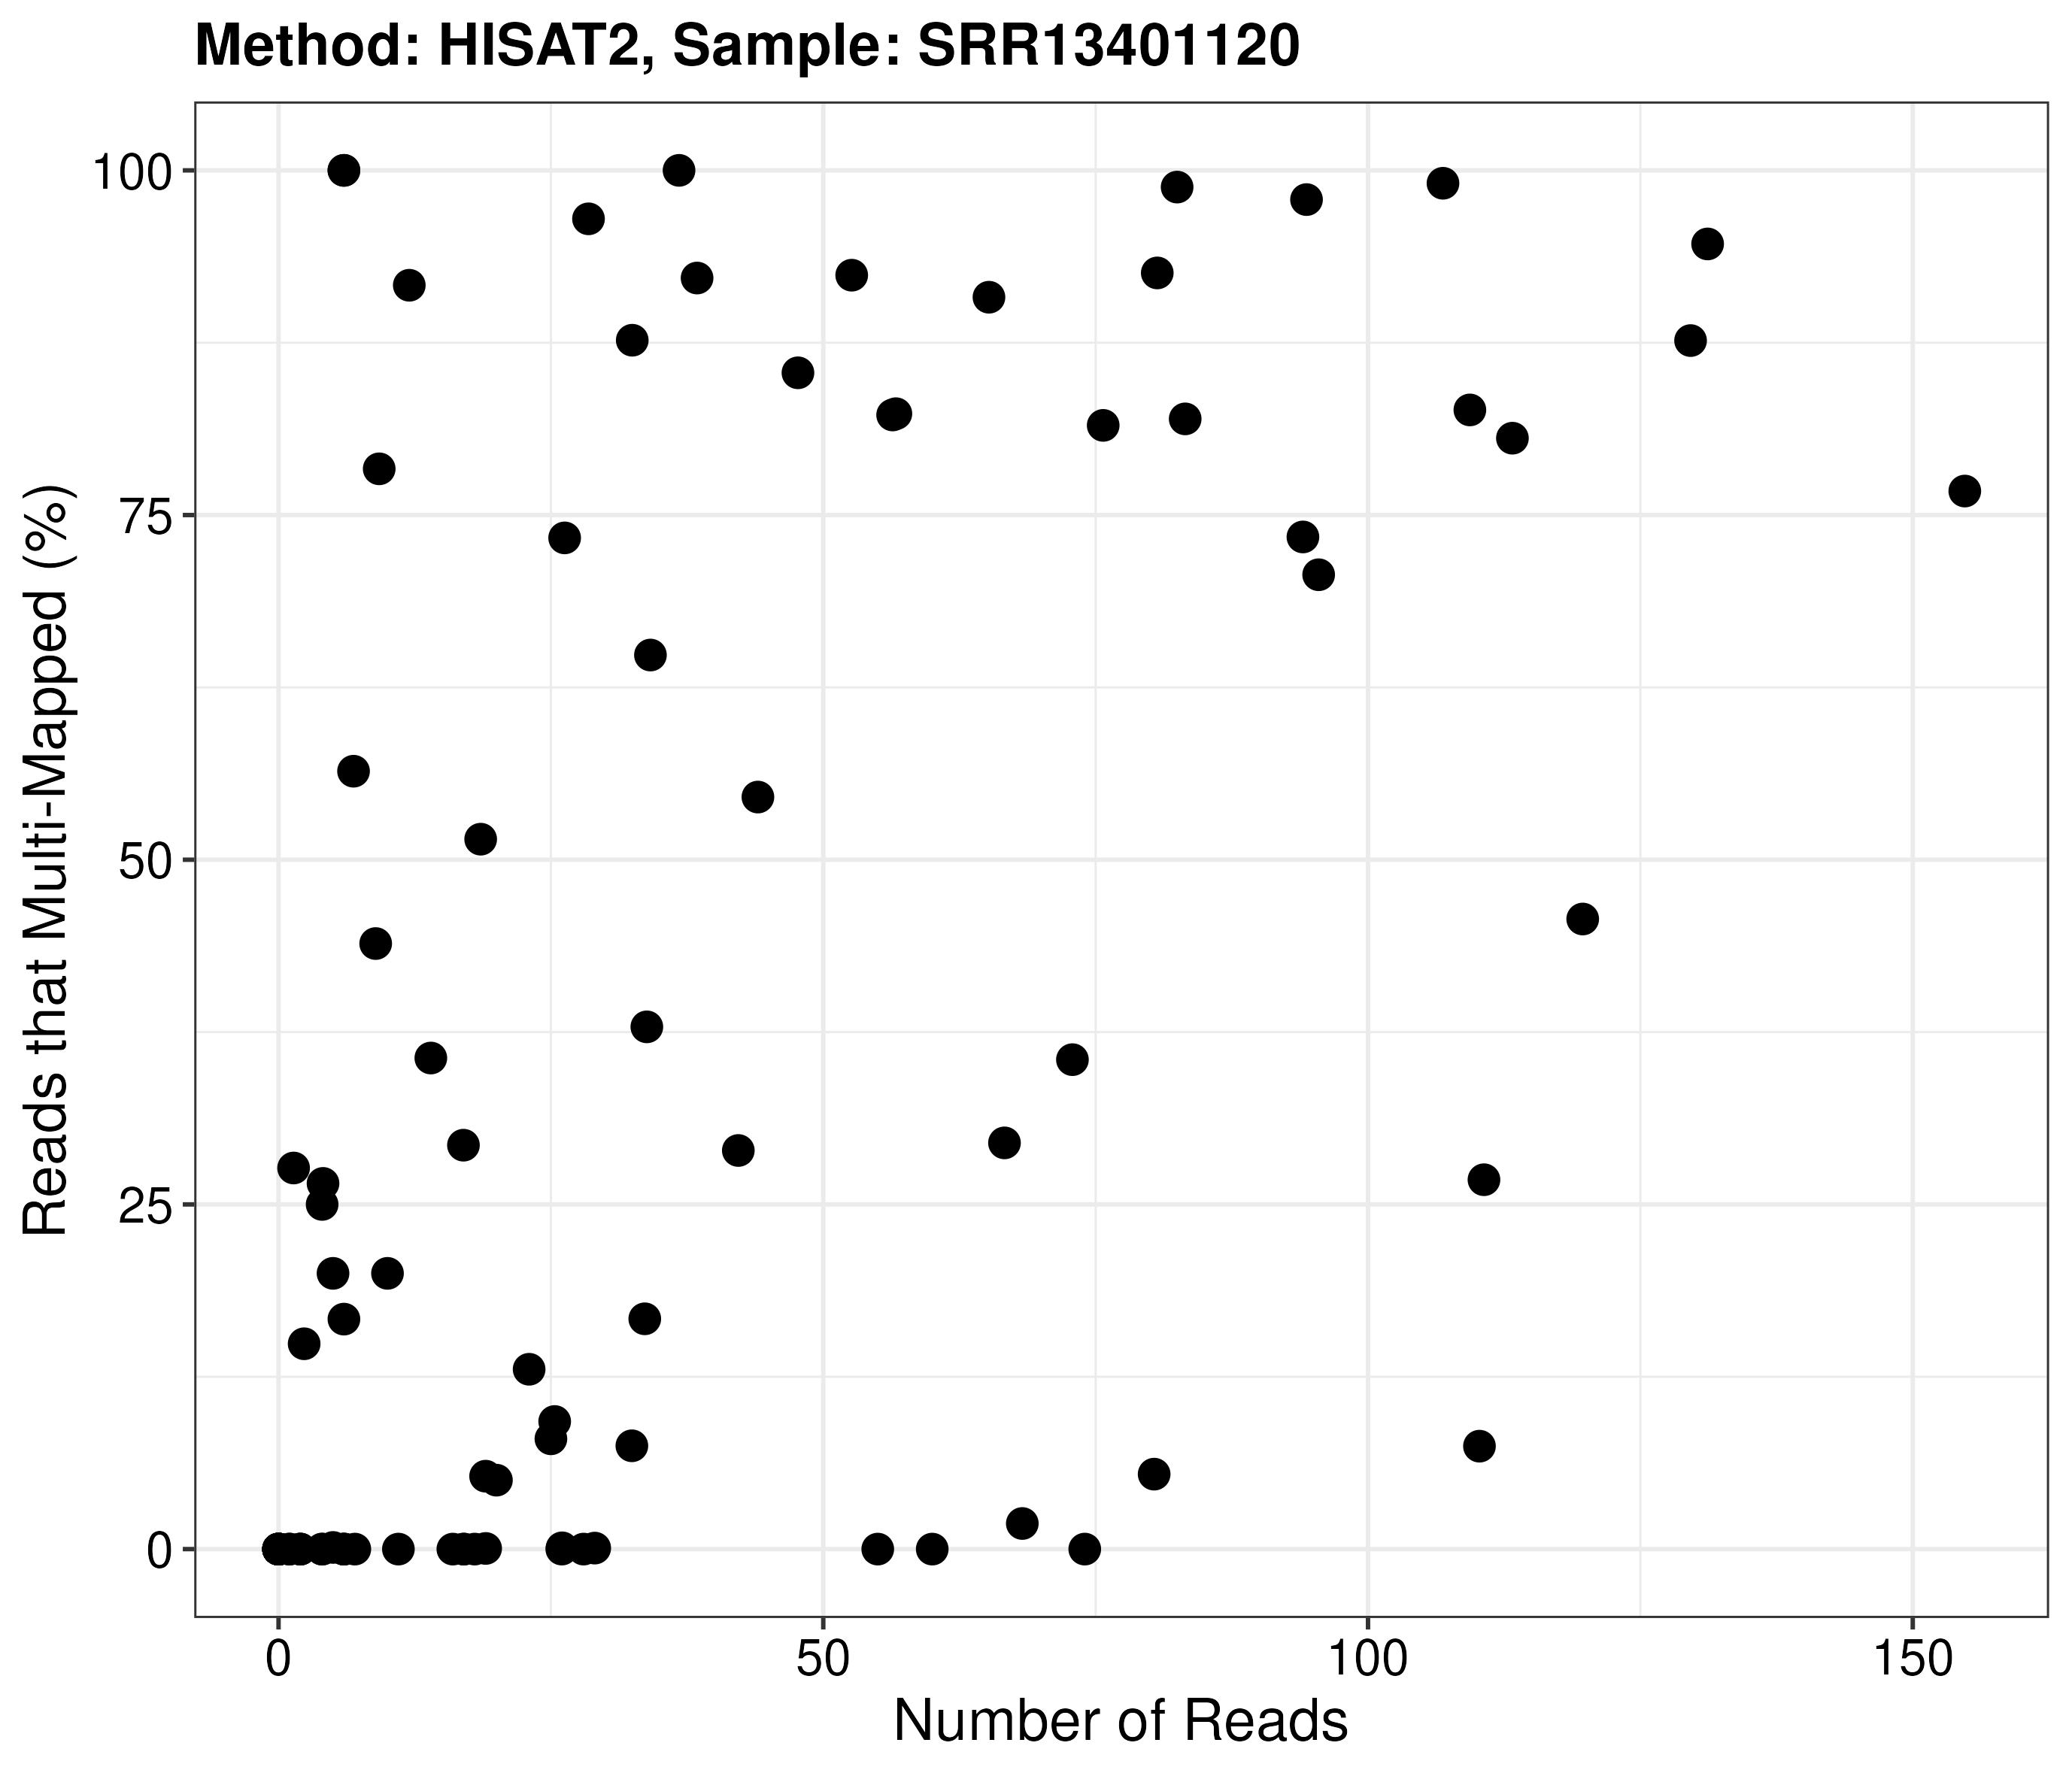 Method: HISAT2, Sample: SRR13401120
Reads that Multi-Mapped (%)
100
75
50
25
0
0 50 100 150
Number of Reads